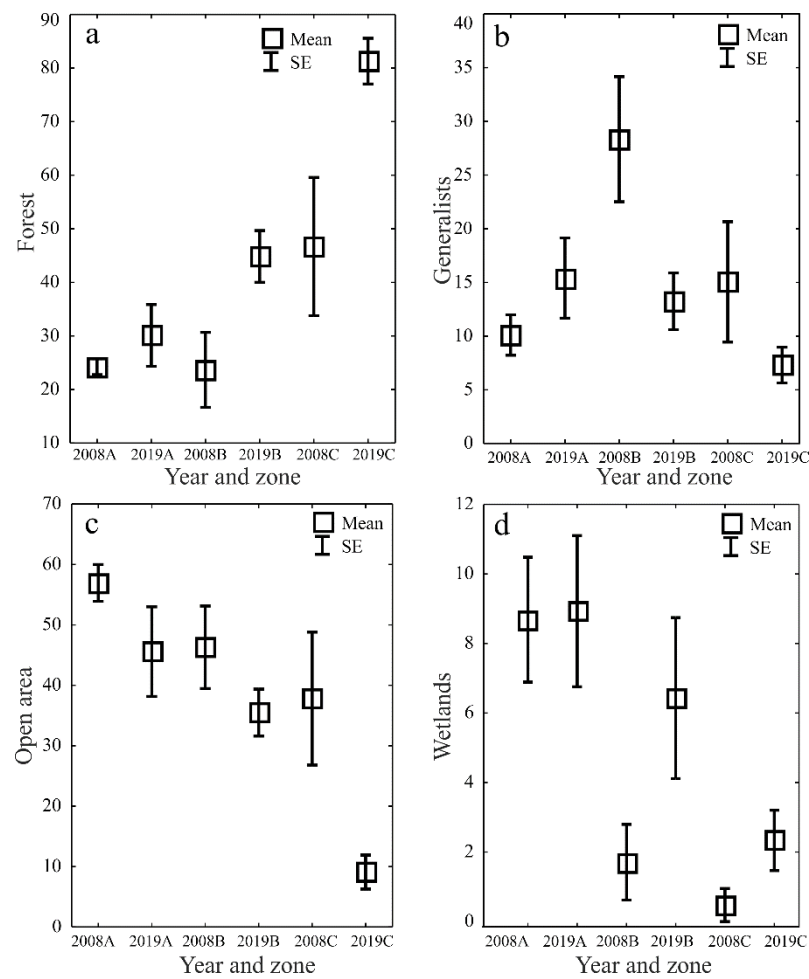 a
Mean
SE
Forest
90
80
70
60
50
40
30
20
10
2008A 2019A 2008B 2019B 2008C 2019C
Year and zone
b
Mean
SE
Generalists
40
35
30
25
20
15
10
5
0
2008A 2019A 2008B 2019B 2008C 2019C
Year and zone
c
Mean
SE
Open area
70
60
50
40
30
20
10
0
2008A 2019A 2008B 2019B 2008C 2019C
Year and zone
d
Mean
SE
Wetlands
12
10
8
6
4
2
0
2008A 2019A 2008B 2019B 2008C 2019C
Year and zone